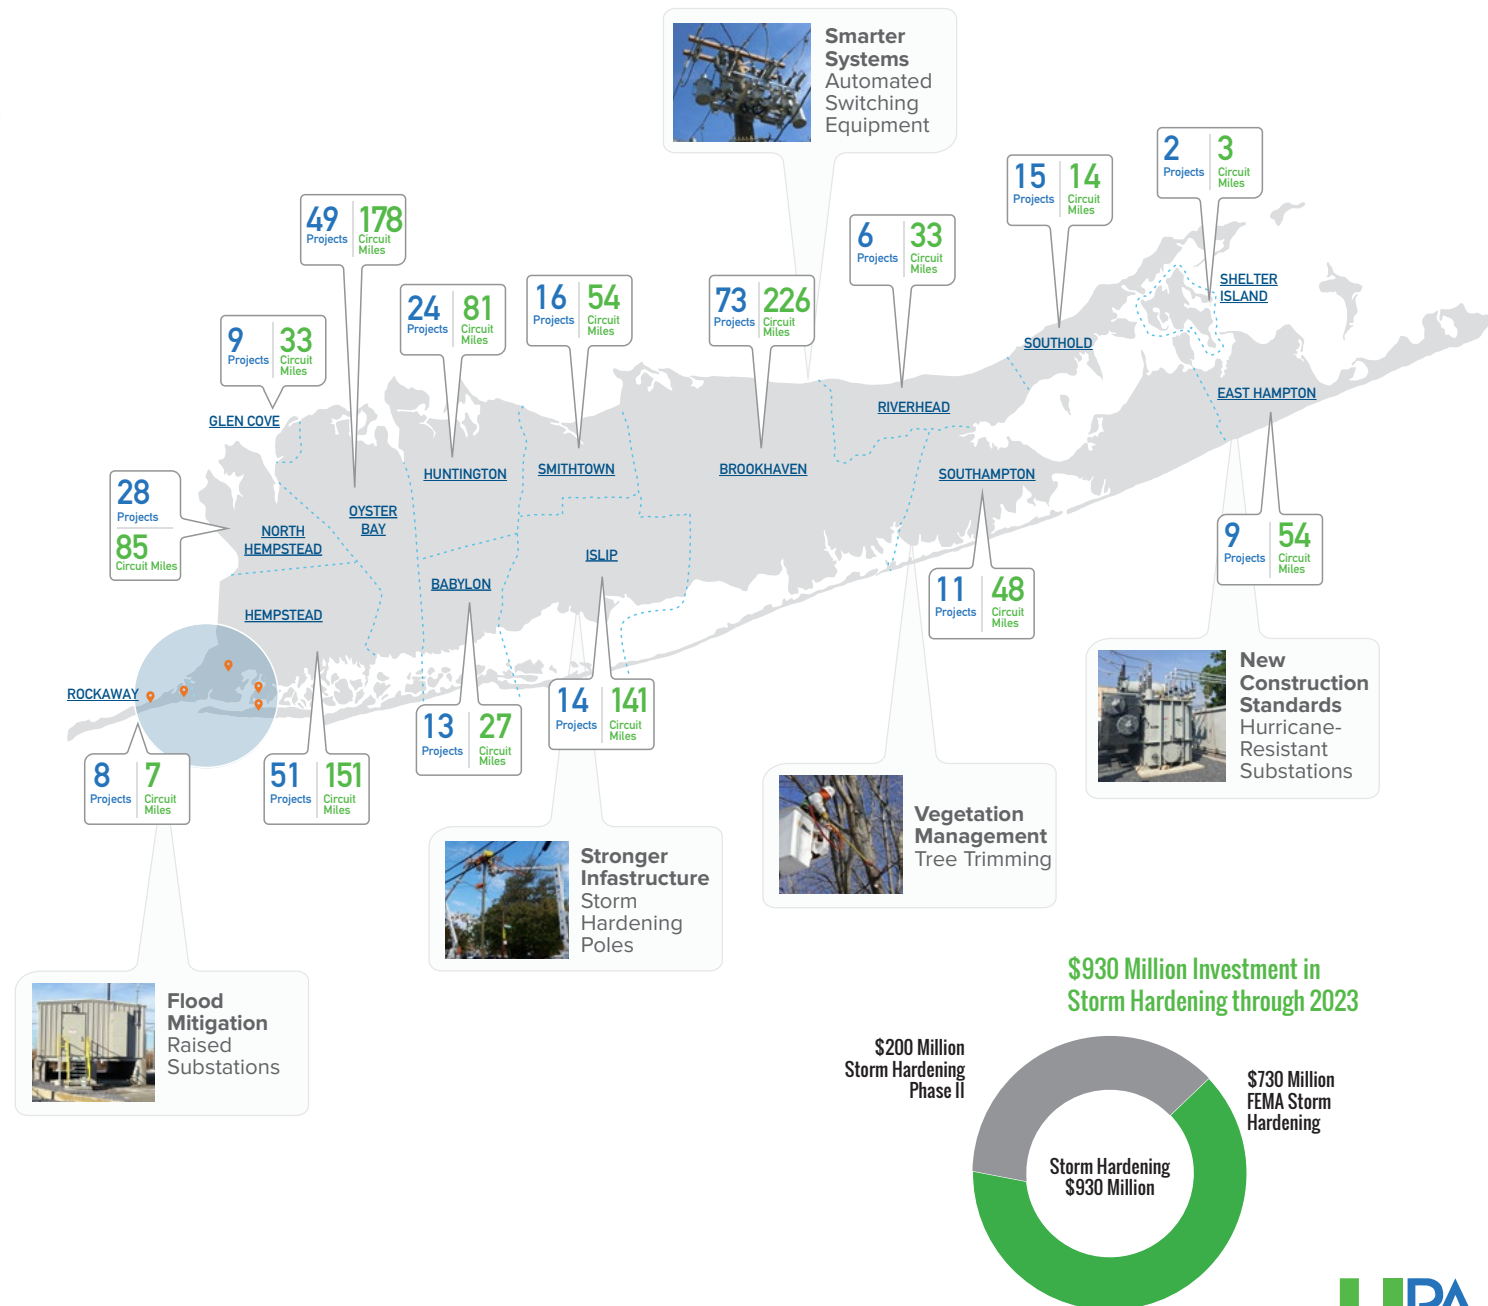 Smarter
Systems
Automated
Switching
Equipment
2
Projects
3
Circuit
Miles
15
Projects
14
Circuit
Miles
49
Projects
178
Circuit
Miles
6
Projects
33
Circuit
Miles
24
Projects
81
Circuit
Miles
16
Projects
54
Circuit
Miles
73
Projects
226
Circuit
Miles
9
Projects
33
Circuit
Miles
SHELTER
ISLAND
SOUTHOLD
EAST HAMPTON
RIVERHEAD
GLEN COVE
HUNTINGTON
SMITHTOWN
BROOKHAVEN
SOUTHAMPTON
28
Projects
85
Circuit Miles
OYSTER
BAY
NORTH
HEMPSTEAD
ISLIP
BABYLON
HEMPSTEAD
9
Projects
54
Circuit
Miles
11
Projects
48
Circuit
Miles
ROCKAWAY
14
Projects
141
Circuit
Miles
13
Projects
27
Circuit
Miles
8
Projects
7
Circuit
Miles
51
Projects
151
Circuit
Miles
New
Construction
Standards
Hurricane-
Resistant
Substations
Vegetation
Management
Tree Trimming
Stronger
Infastructure
Storm
Hardening
Poles
Flood
Mitigation
Raised
Substations
$930 Million Investment in
Storm Hardening through 2023
$200 Million
Storm Hardening
Phase II
$730 Million
FEMA Storm
Hardening
Storm Hardening
$930 Million